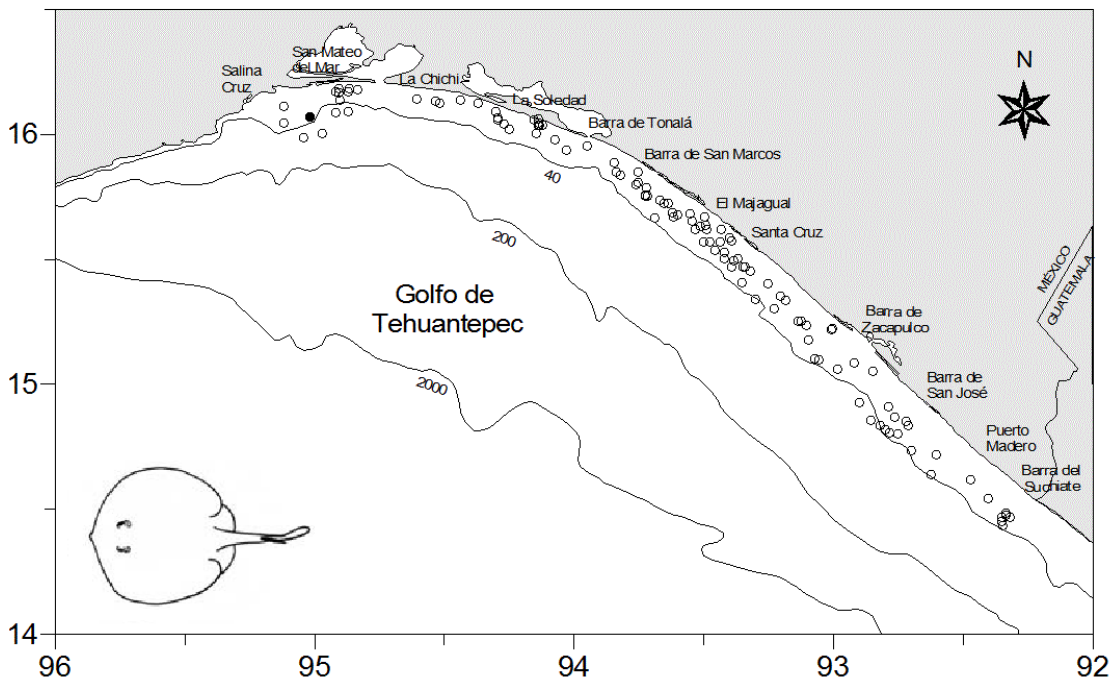 San Mateo
del Mar
N
Salina
Cruz
La Chichi
La Soledad
16
Barra de Tonalá
Barra de San Marcos
40
El Majagual
200
Santa Cruz
MÉXICO
GUATEMALA
Golfo de
Tehuantepec
Barra de
Zacapulco
15
2000
Barra de
San José
Puerto
Madero
Barra del
Suchiate
14
96
95
94
93
92